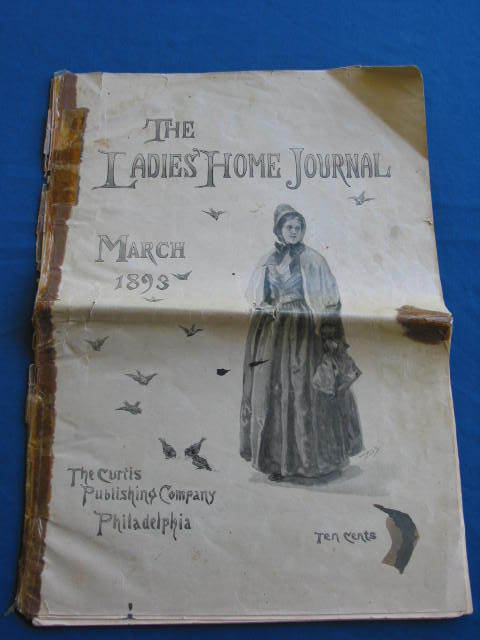 THE
LADIES' HOME JOURNAL
MARCH
1893
The Curtis
Publishing Company
Philadelphia
Ten Cents